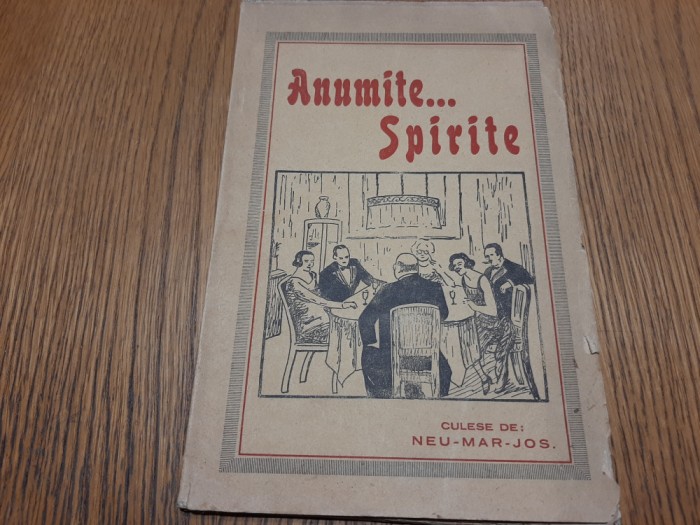 Anumite...
Spirite
CULESE DE:
NEU-MAR-JOS.